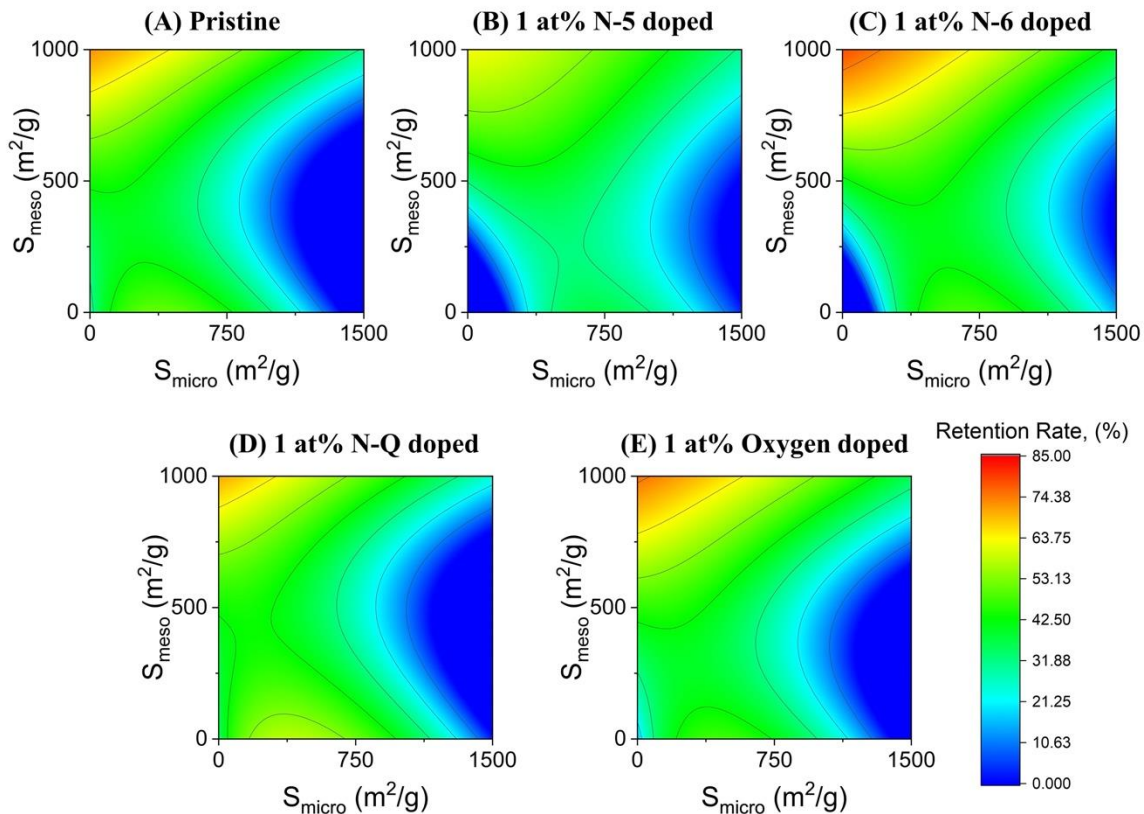 (A) Pristine
(B) 1 at% N-5 doped
(C) 1 at% N-6 doped
1000
500
0
S_meso (m²/g)
0 750 1500
S_micro (m²/g)
1000
500
0
S_meso (m²/g)
0 750 1500
S_micro (m²/g)
1000
500
0
S_meso (m²/g)
0 750 1500
S_micro (m²/g)
(D) 1 at% N-Q doped
(E) 1 at% Oxygen doped
1000
500
0
S_meso (m²/g)
0 750 1500
S_micro (m²/g)
1000
500
0
S_meso (m²/g)
0 750 1500
S_micro (m²/g)
Retention Rate, (%)
85.00
74.38
63.75
53.13
42.50
31.88
21.25
10.63
0.000